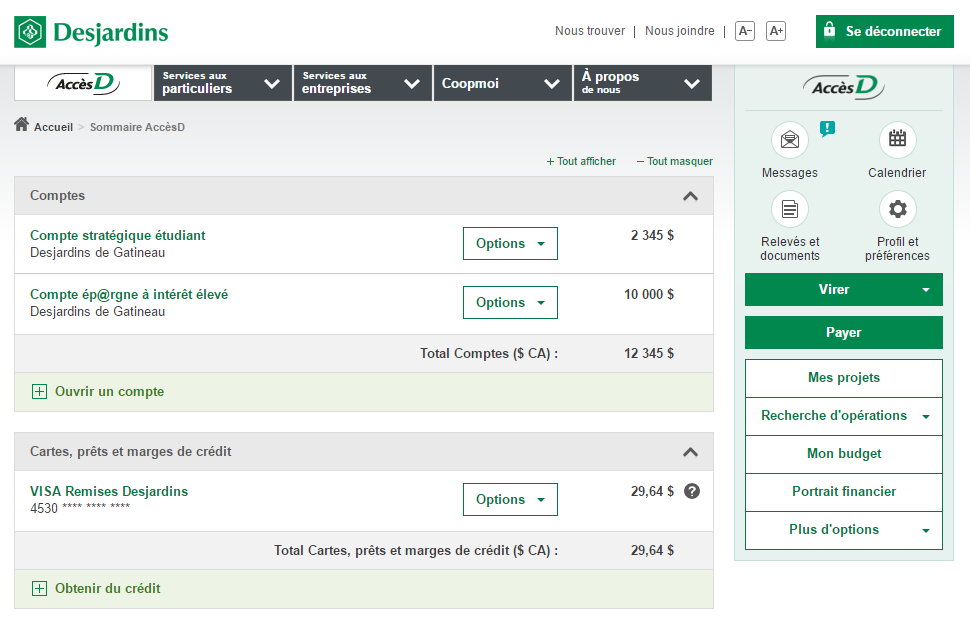 Desjardins
Nous trouver | Nous joindre | A- A+ Se déconnecter
AccèsD
Services aux
particuliers
Services aux
entreprises
Coopmoi
À propos
de nous
Accueil > Sommaire AccèsD
+ Tout afficher − Tout masquer
Comptes
Compte stratégique étudiant
Desjardins de Gatineau
Options
2 345 $
Compte ép@rgne à intérêt élevé
Desjardins de Gatineau
Options
10 000 $
Total Comptes ($ CA) : 12 345 $
Ouvrir un compte
Cartes, prêts et marges de crédit
VISA Remises Desjardins
4530 **** **** ****
Options
29,64 $ ?
Total Cartes, prêts et marges de crédit ($ CA) : 29,64 $
Obtenir du crédit
AccèsD
!
Messages
Calendrier
Relevés et
documents
Profil et
préférences
Virer
Payer
Mes projets
Recherche d'opérations
Mon budget
Portrait financier
Plus d'options